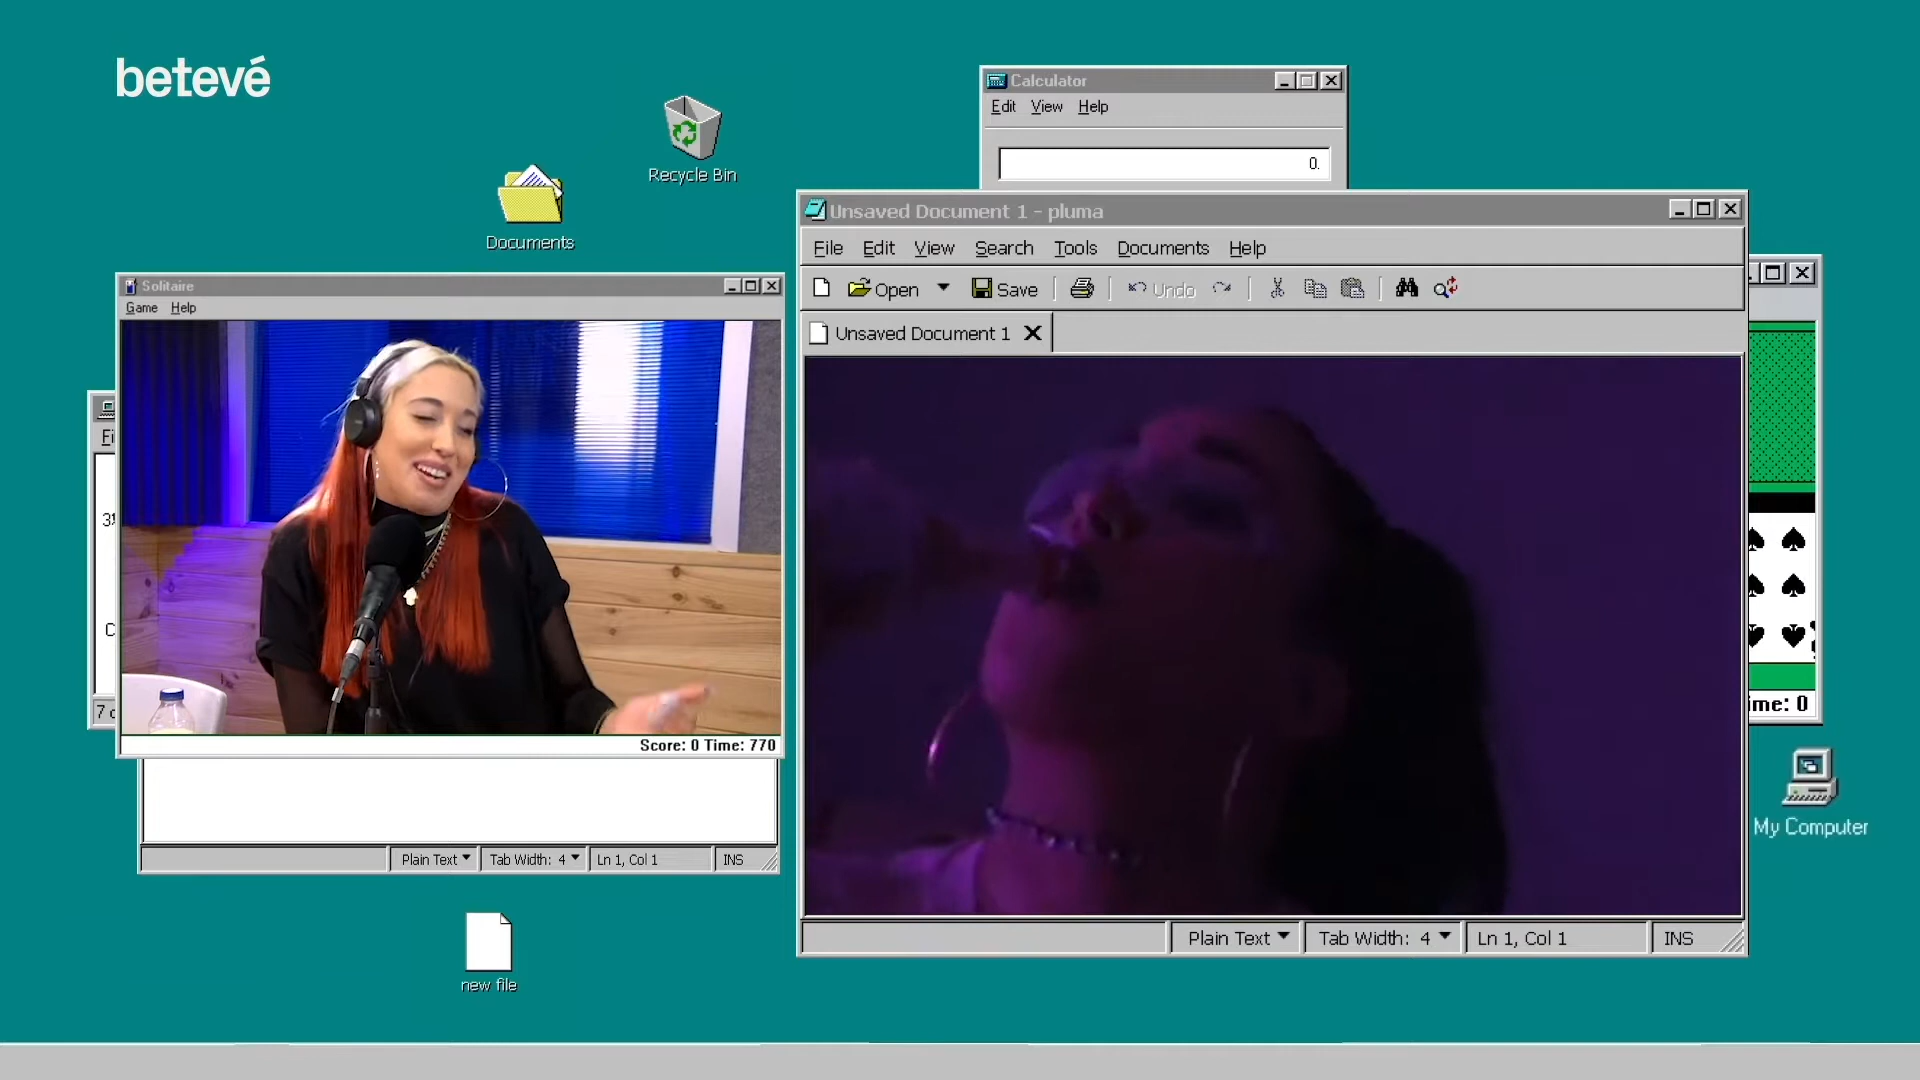 betevé
Recycle Bin
Documents
Calculator
Edit View Help
0.
Unsaved Document 1 - pluma
File Edit View Search Tools Documents Help
Open Save Undo
Unsaved Document 1
Solitaire
Game Help
Score: 0 Time: 770
Plain Text Tab Width: 4 Ln 1, Col 1 INS
Plain Text Tab Width: 4 Ln 1, Col 1 INS
My Computer
new file